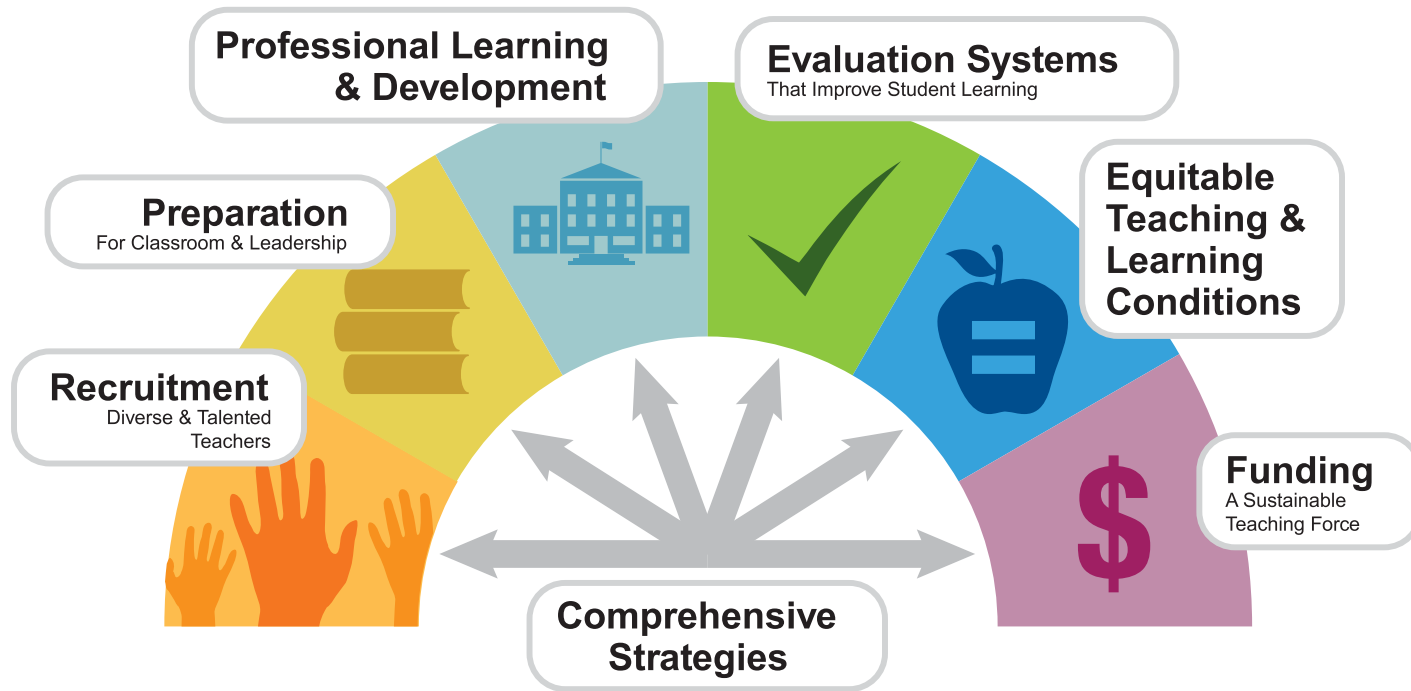 Professional Learning
& Development
Evaluation Systems
That Improve Student Learning
Preparation
For Classroom & Leadership
Equitable
Teaching &
Learning
Conditions
Recruitment
Diverse & Talented
Teachers
$
Funding
A Sustainable
Teaching Force
Comprehensive
Strategies